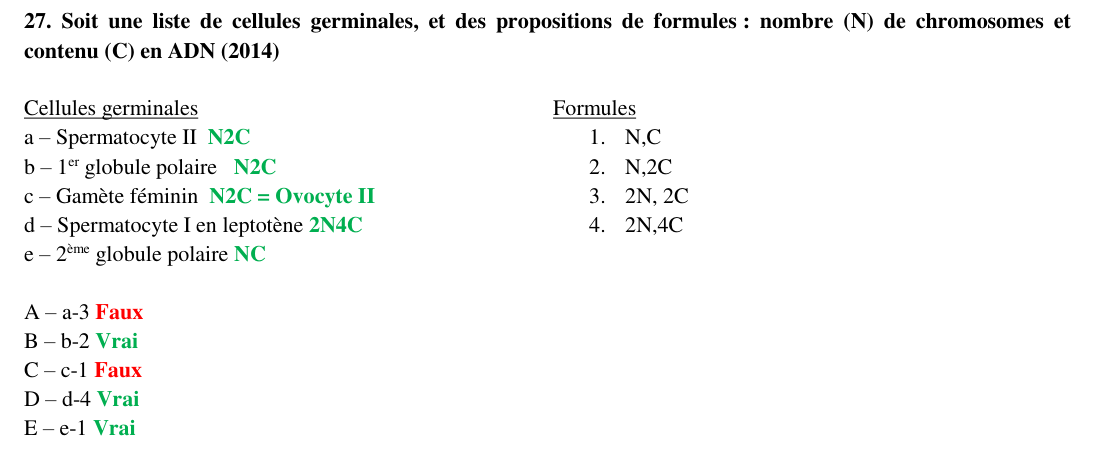 27. Soit une liste de cellules germinales, et des propositions de formules : nombre (N) de chromosomes et
contenu (C) en ADN (2014)
Cellules germinales
a – Spermatocyte II N2C
b – 1er globule polaire N2C
c – Gamète féminin N2C = Ovocyte II
d – Spermatocyte I en leptotène 2N4C
e – 2ème globule polaire NC
Formules
1. N,C
2. N,2C
3. 2N, 2C
4. 2N,4C
A – a-3 Faux
B – b-2 Vrai
C – c-1 Faux
D – d-4 Vrai
E – e-1 Vrai